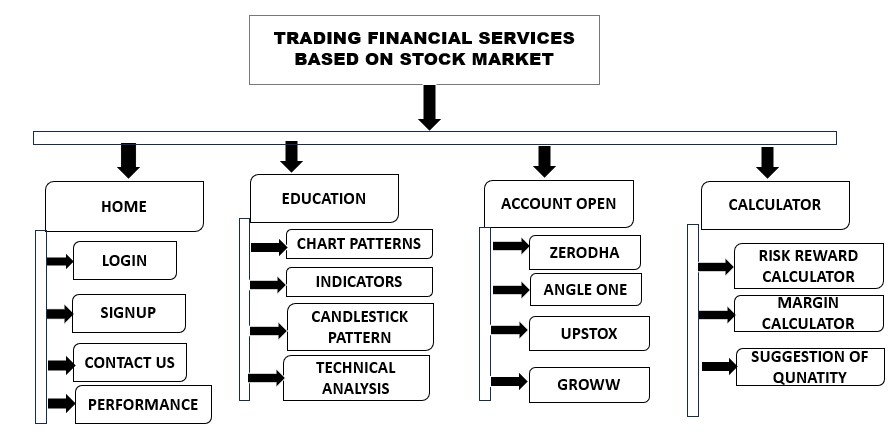 TRADING FINANCIAL SERVICES
BASED ON STOCK MARKET
HOME
LOGIN
SIGNUP
CONTACT US
PERFORMANCE
EDUCATION
CHART PATTERNS
INDICATORS
CANDLESTICK
PATTERN
TECHNICAL
ANALYSIS
ACCOUNT OPEN
ZERODHA
ANGLE ONE
UPSTOX
GROWW
CALCULATOR
RISK REWARD
CALCULATOR
MARGIN
CALCULATOR
SUGGESTION OF
QUNATITY